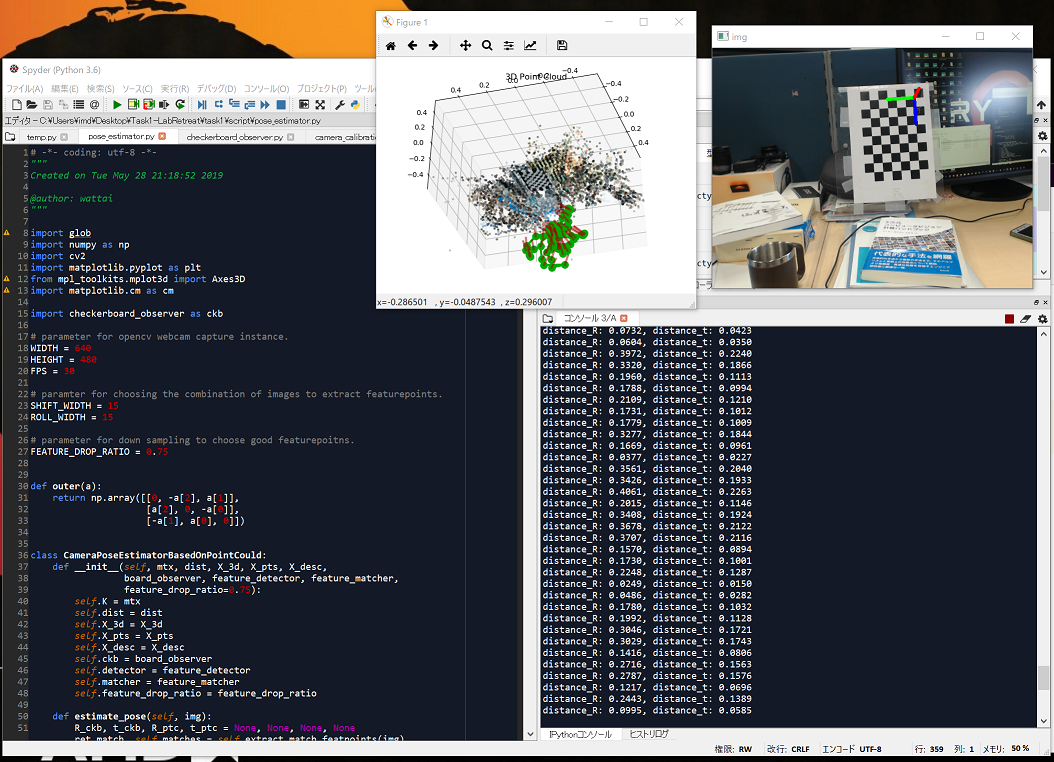 Figure 1
3D Point Cloud
0.4
0.2
0.0
-0.2
-0.4
0.4
0.2
0.0
-0.2
-0.4
-0.4
-0.2
0.4
x=-0.286501 , y=-0.0487543 , z=0.296007
img
代表的な手法を網羅
Spyder (Python 3.6)
ファイル(A) 編集(E) 検索(S) ソース(C) 実行(R) デバッグ(D) コンソール(O) プロジェクト(P) ツール
エディタ - C:¥Users¥imd¥Desktop¥Task1-LabRetreat¥task1¥script¥pose_estimator.py
temp.py pose_estimator.py checkerboard_observer.py camera_calibratio
1 # -*- coding: utf-8 -*-
2 """
3 Created on Tue May 28 21:18:52 2019
4
5 @author: wattai
6 """
7
8 import glob
9 import numpy as np
10 import cv2
11 import matplotlib.pyplot as plt
12 from mpl_toolkits.mplot3d import Axes3D
13 import matplotlib.cm as cm
14
15 import checkerboard_observer as ckb
16
17 # parameter for opencv webcam capture instance.
18 WIDTH = 640
19 HEIGHT = 480
20 FPS = 30
21
22 # paramter for choosing the combination of images to extract featurepoints.
23 SHIFT_WIDTH = 15
24 ROLL_WIDTH = 15
25
26 # parameter for down sampling to choose good featurepoitns.
27 FEATURE_DROP_RATIO = 0.75
28
29
30 def outer(a):
31 return np.array([[0, -a[2], a[1]],
32 [a[2], 0, -a[0]],
33 [-a[1], a[0], 0]])
34
35
36 class CameraPoseEstimatorBasedOnPointCould:
37 def __init__(self, mtx, dist, X_3d, X_pts, X_desc,
38 board_observer, feature_detector, feature_matcher,
39 feature_drop_ratio=0.75):
40 self.K = mtx
41 self.dist = dist
42 self.X_3d = X_3d
43 self.X_pts = X_pts
44 self.X_desc = X_desc
45 self.ckb = board_observer
46 self.detector = feature_detector
47 self.matcher = feature_matcher
48 self.feature_drop_ratio = feature_drop_ratio
49
50 def estimate_pose(self, img):
51 R_ckb, t_ckb, R_ptc, t_ptc = None, None, None, None
ret_match, self.matches = self.extract_match_featpoints(img)
コンソール 3/A
distance_R: 0.0732, distance_t: 0.0423
distance_R: 0.0604, distance_t: 0.0350
distance_R: 0.3972, distance_t: 0.2240
distance_R: 0.3320, distance_t: 0.1866
distance_R: 0.1960, distance_t: 0.1113
distance_R: 0.1788, distance_t: 0.0994
distance_R: 0.2109, distance_t: 0.1210
distance_R: 0.1731, distance_t: 0.1012
distance_R: 0.1779, distance_t: 0.1009
distance_R: 0.3277, distance_t: 0.1844
distance_R: 0.1669, distance_t: 0.0961
distance_R: 0.0377, distance_t: 0.0227
distance_R: 0.3561, distance_t: 0.2040
distance_R: 0.3426, distance_t: 0.1933
distance_R: 0.4061, distance_t: 0.2263
distance_R: 0.2015, distance_t: 0.1146
distance_R: 0.3408, distance_t: 0.1924
distance_R: 0.3678, distance_t: 0.2122
distance_R: 0.3707, distance_t: 0.2116
distance_R: 0.1570, distance_t: 0.0894
distance_R: 0.1730, distance_t: 0.1001
distance_R: 0.2248, distance_t: 0.1287
distance_R: 0.0249, distance_t: 0.0150
distance_R: 0.0486, distance_t: 0.0282
distance_R: 0.1780, distance_t: 0.1032
distance_R: 0.1992, distance_t: 0.1128
distance_R: 0.3046, distance_t: 0.1721
distance_R: 0.3029, distance_t: 0.1743
distance_R: 0.1416, distance_t: 0.0806
distance_R: 0.2716, distance_t: 0.1563
distance_R: 0.2787, distance_t: 0.1576
distance_R: 0.1217, distance_t: 0.0696
distance_R: 0.2443, distance_t: 0.1389
distance_R: 0.0995, distance_t: 0.0585
IPythonコンソール ヒストリログ
権限: RW 改行: CRLF エンコード UTF-8 行: 359 列: 1 メモリ: 50 %